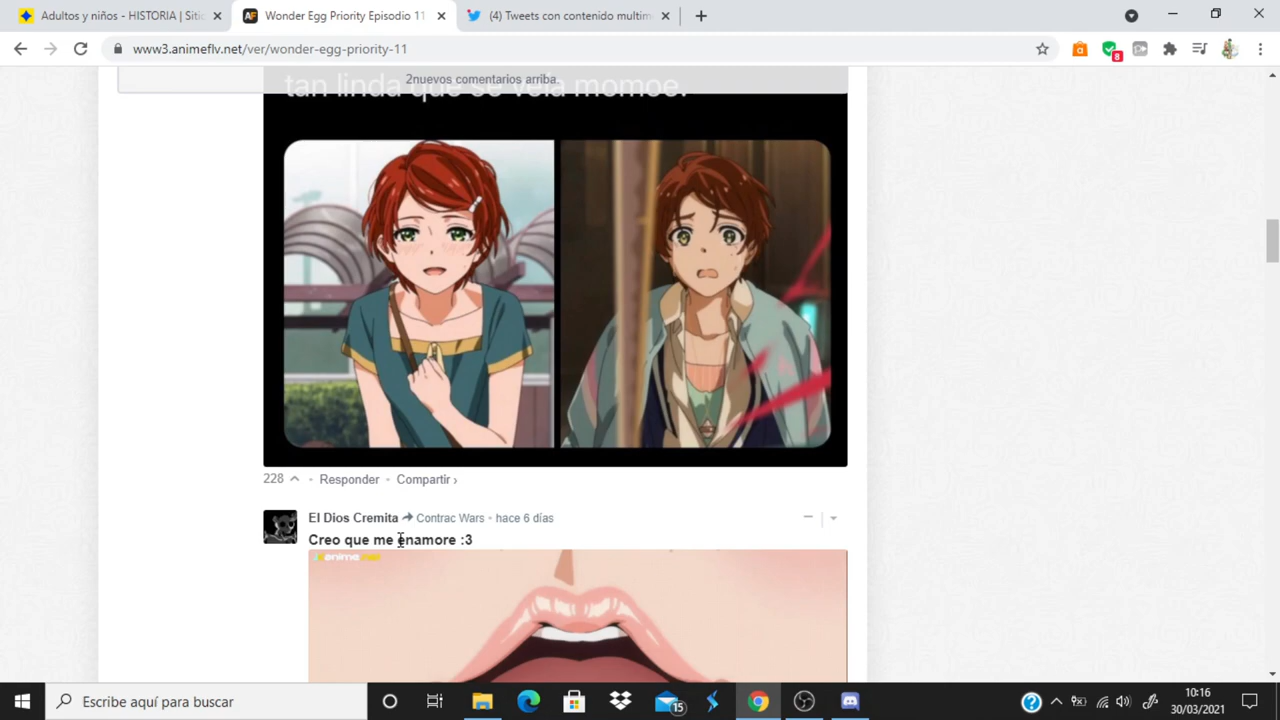 Adultos y niños - HISTORIA | Sitio
Wonder Egg Priority Episodio 11
(4) Tweets con contenido multim
www3.animeflv.net/ver/wonder-egg-priority-11
8
2nuevos comentarios arriba.
tan linda que se veía momoe.
228 • Responder • Compartir ›
El Dios Cremita → Contrac Wars • hace 6 días
Creo que me enamore :3
Escribe aquí para buscar
15
10:16
30/03/2021